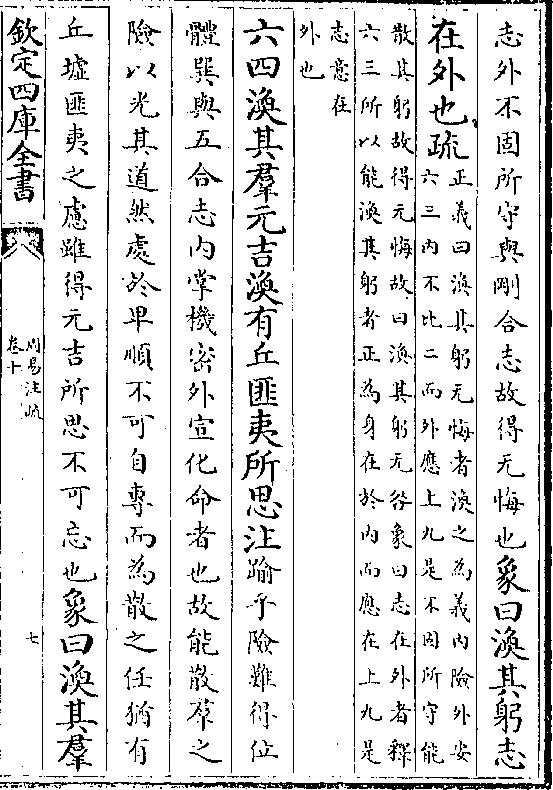 志外不固所守與剛合志故得无悔也象曰渙其躬志
在外也疏
正義曰渙其躬无悔者渙之為義内險外安
六三内不比二而外應上九是不固所守能
散其躬故得无悔故曰渙其躬无咎象曰志在外者釋
六三所以能渙其躬者正為身在於内而應在上九是
志意在
外也
六四渙其羣元吉渙有丘匪夷所思注踰乎險難得位
體巽與五合志内掌機密外宣化命者也故能散羣之
險以光其道然處於卑順不可自專而為散之任猶有
丘墟匪夷之慮雖得元吉所思不可忘也象曰渙其羣
欽定四庫全書
周易注疏
卷十
七